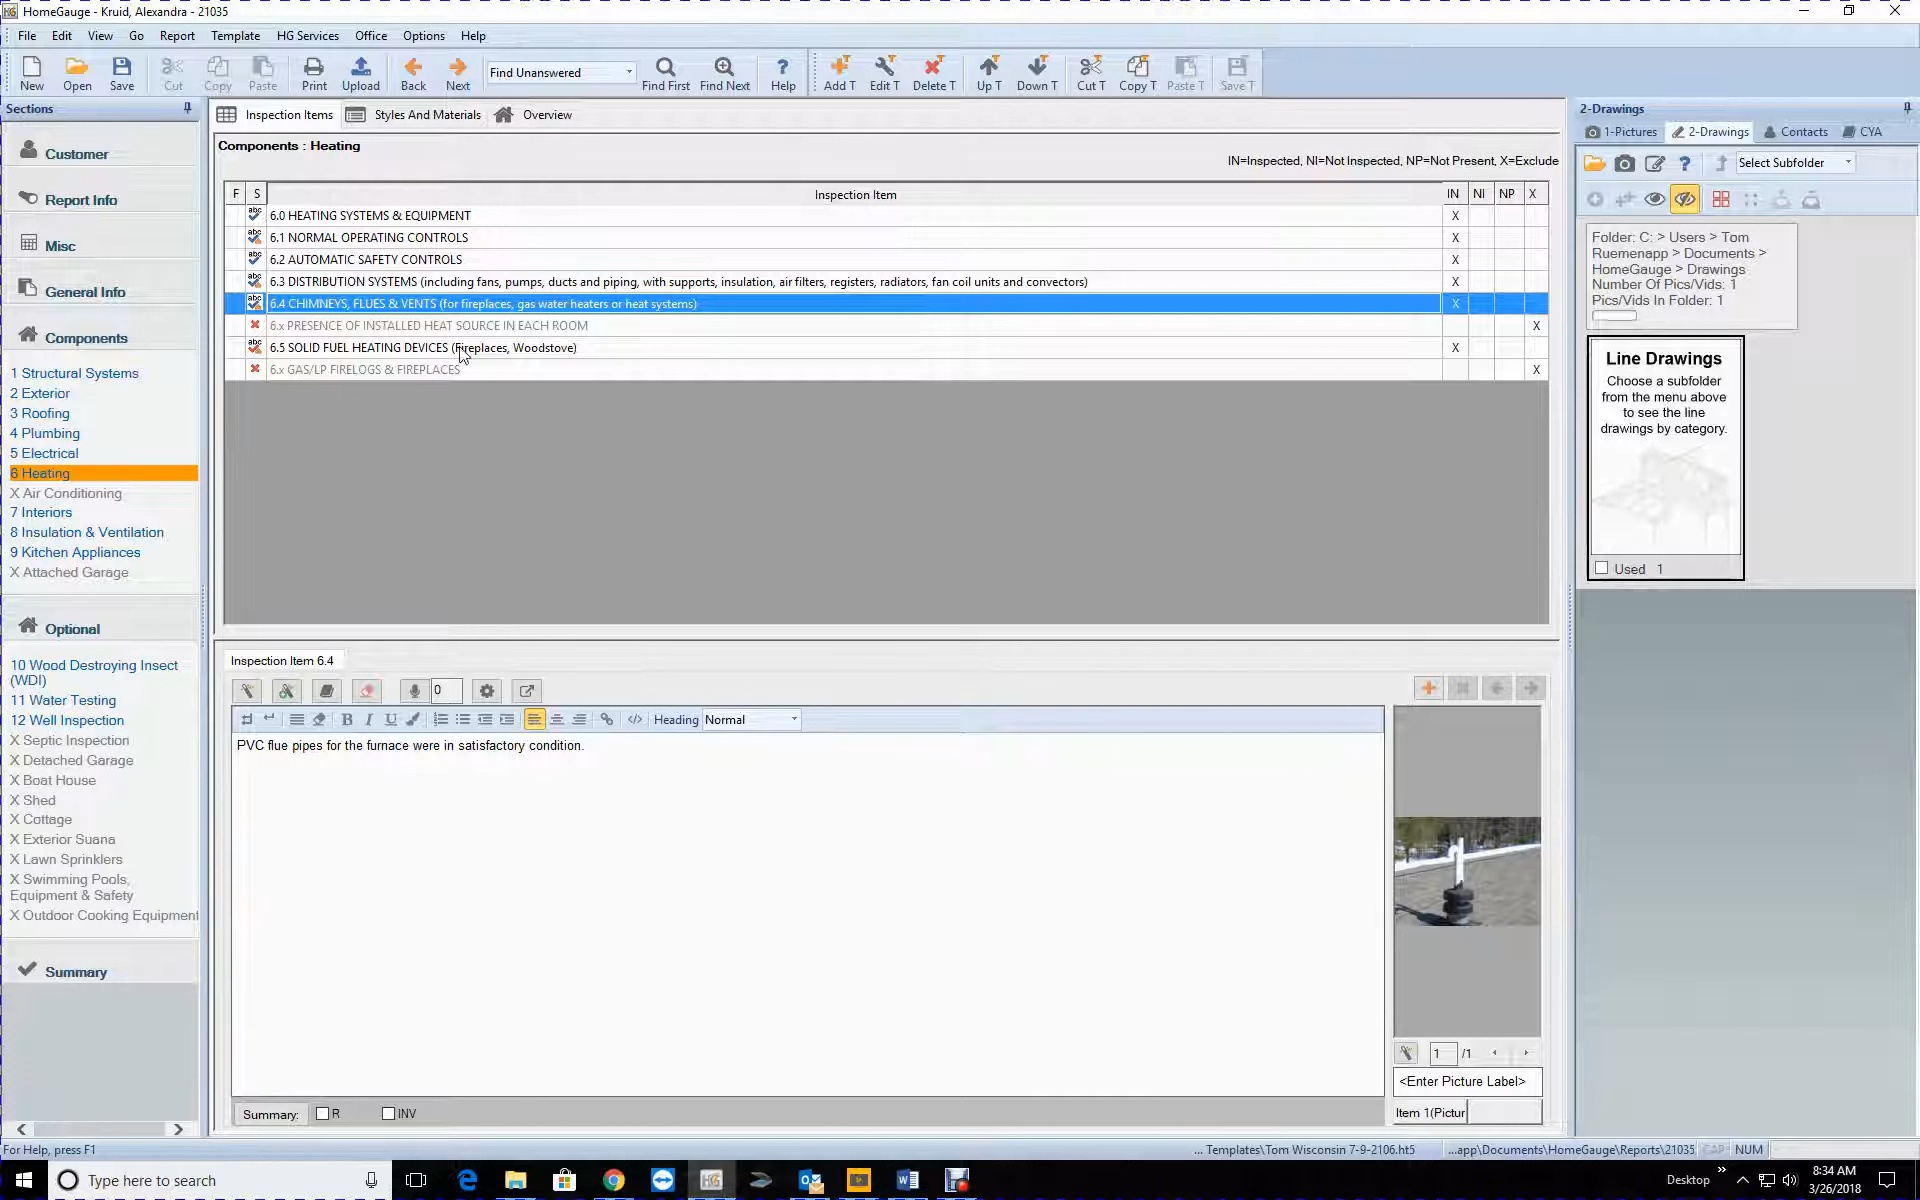 HomeGauge - Kruid, Alexandra - 21035
File Edit View Go Report Template HG Services Office Options Help
New Open Save Cut Copy Paste Print Upload Back Next Find Unanswered Find First Find Next Help Add T Edit T Delete T Up T Down T Cut T Copy T Paste T Save T
Sections
Customer
Report Info
Misc
General Info
Components
1 Structural Systems
2 Exterior
3 Roofing
4 Plumbing
5 Electrical
6 Heating
X Air Conditioning
7 Interiors
8 Insulation & Ventilation
9 Kitchen Appliances
X Attached Garage
Optional
10 Wood Destroying Insect
(WDI)
11 Water Testing
12 Well Inspection
X Septic Inspection
X Detached Garage
X Boat House
X Shed
X Cottage
X Exterior Suana
X Lawn Sprinklers
X Swimming Pools,
Equipment & Safety
X Outdoor Cooking Equipment
Summary
Inspection Items Styles And Materials Overview
Components : Heating
IN=Inspected, NI=Not Inspected, NP=Not Present, X=Exclude
F S Inspection Item IN NI NP X
abc 6.0 HEATING SYSTEMS & EQUIPMENT X
abc 6.1 NORMAL OPERATING CONTROLS X
abc 6.2 AUTOMATIC SAFETY CONTROLS X
abc 6.3 DISTRIBUTION SYSTEMS (including fans, pumps, ducts and piping, with supports, insulation, air filters, registers, radiators, fan coil units and convectors) X
abc 6.4 CHIMNEYS, FLUES & VENTS (for fireplaces, gas water heaters or heat systems) X
6.x PRESENCE OF INSTALLED HEAT SOURCE IN EACH ROOM X
abc 6.5 SOLID FUEL HEATING DEVICES (Fireplaces, Woodstove) X
6.x GAS/LP FIRELOGS & FIREPLACES X
Inspection Item 6.4
0
B I U Heading Normal
PVC flue pipes for the furnace were in satisfactory condition.
1 /1
<Enter Picture Label>
Item 1(Pictur
Summary: R INV
2-Drawings
1-Pictures 2-Drawings Contacts CYA
Select Subfolder
Folder: C: > Users > Tom
Ruemenapp > Documents >
HomeGauge > Drawings
Number Of Pics/Vids: 1
Pics/Vids In Folder: 1
Line Drawings
Choose a subfolder
from the menu above
to see the line
drawings by category.
Used 1
For Help, press F1
... Templates\Tom Wisconsin 7-9-2106.ht5 ...app\Documents\HomeGauge\Reports\21035 CAP NUM
Type here to search
Desktop
8:34 AM
3/26/2018